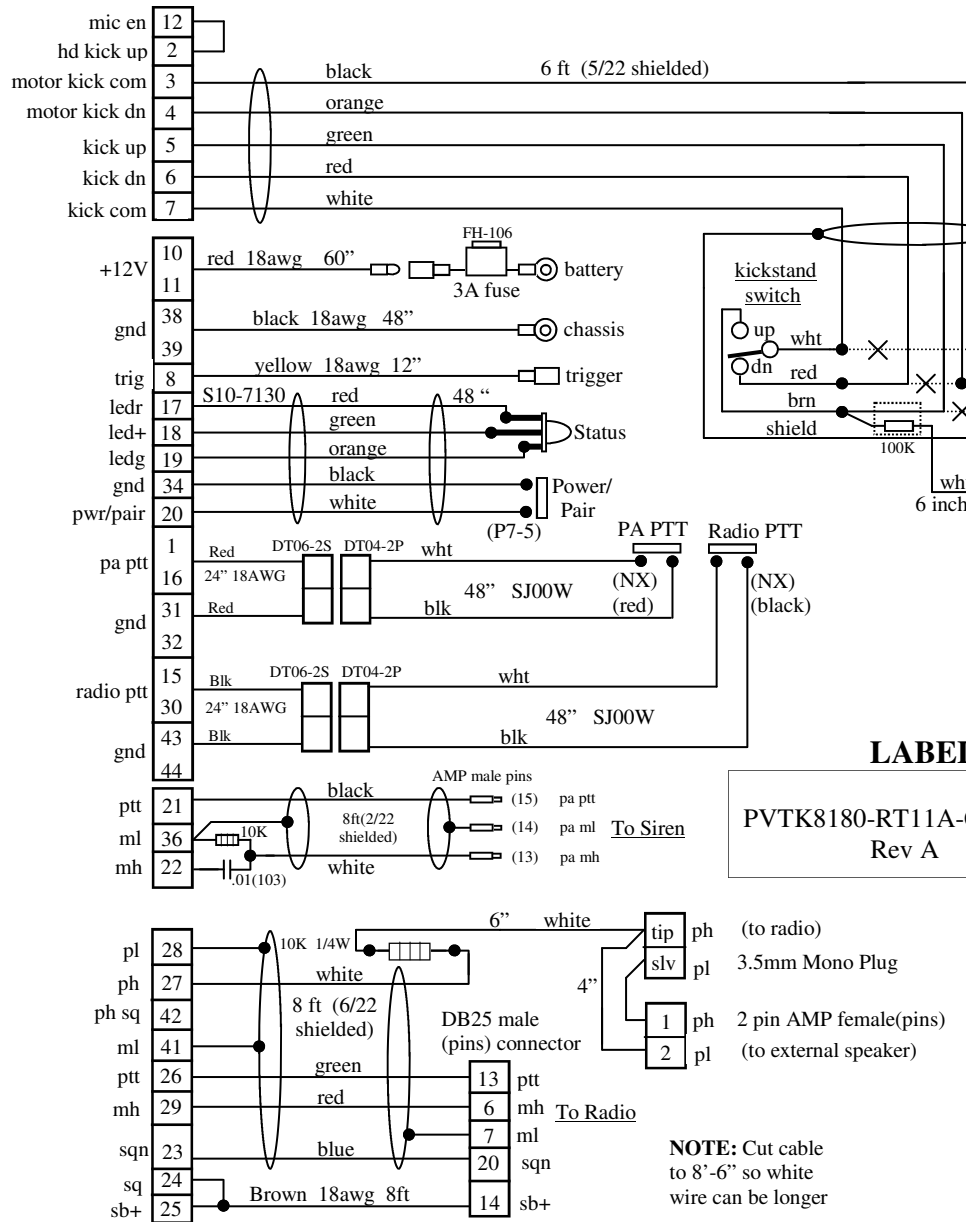 mic en 12
hd kick up 2
motor kick com 3 black 6 ft (5/22 shielded)
motor kick dn 4 orange
kick up 5 green
kick dn 6 red
kick com 7 white
+12V 10 11 red 18awg 60” FH-106 3A fuse battery
gnd 38 39 black 18awg 48” chassis
trig 8 yellow 18awg 12” trigger
ledr 17 S10-7130 red 48 “
led+ 18 green Status
ledg 19 orange
gnd 34 black
pwr/pair 20 white
Power/
Pair
(P7-5)
kickstand
switch
up
dn
wht
red
brn
shield
100K
wh
6 inch
pa ptt 1 16 Red DT06-2S DT04-2P wht
24” 18AWG
gnd 31 32 Red blk
48” SJ00W
PA PTT Radio PTT
(NX)
(red)
(NX)
(black)
radio ptt 15 30 Blk DT06-2S DT04-2P wht
24” 18AWG
gnd 43 44 Blk blk
48” SJ00W
LABEL
PVTK8180-RT11A-
Rev A
ptt 21 black AMP male pins (15) pa ptt
ml 36 10K 8ft(2/22
shielded) (14) pa ml To Siren
mh 22 .01(103) white (13) pa mh
pl 28 10K 1/4W 6” white
ph 27 white
ph sq 42 8 ft (6/22
shielded)
ml 41
ptt 26 green
mh 29 red
sqn 23 blue
sq 24
sb+ 25 Brown 18awg 8ft
DB25 male
(pins) connector
13 ptt
6 mh To Radio
7 ml
20 sqn
14 sb+
4”
tip ph (to radio)
slv pl 3.5mm Mono Plug
1 ph 2 pin AMP female(pins)
2 pl (to external speaker)
NOTE: Cut cable
to 8’-6” so white
wire can be longer